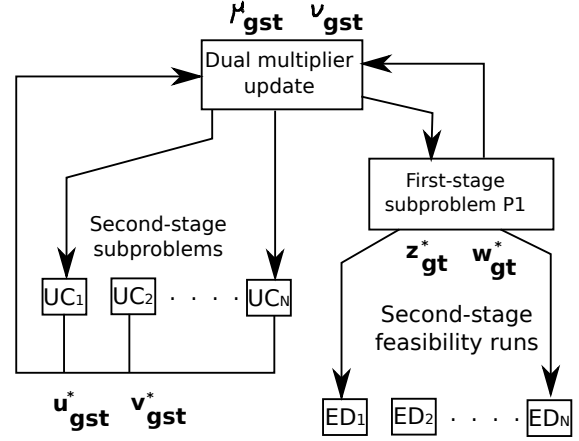 μgst νgst
Dual multiplier
update
First-stage
subproblem P1
Second-stage
subproblems
z*gt w*gt
UC1 UC2 . . . . UCN
Second-stage
feasibility runs
u*gst v*gst
ED1 ED2 . . . . EDN